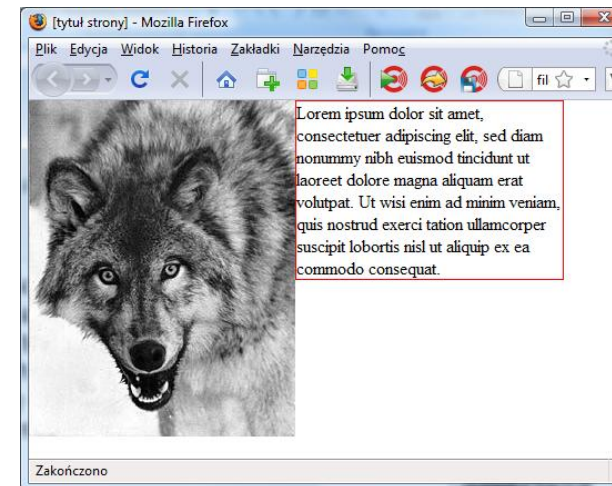 [tytuł strony] - Mozilla Firefox
Plik Edycja Widok Historia Zakładki Narzędzia Pomoc
fil
Lorem ipsum dolor sit amet,
consectetuer adipiscing elit, sed diam
nonummy nibh euismod tincidunt ut
laoreet dolore magna aliquam erat
volutpat. Ut wisi enim ad minim veniam,
quis nostrud exerci tation ullamcorper
suscipit lobortis nisl ut aliquip ex ea
commodo consequat.
Zakończono